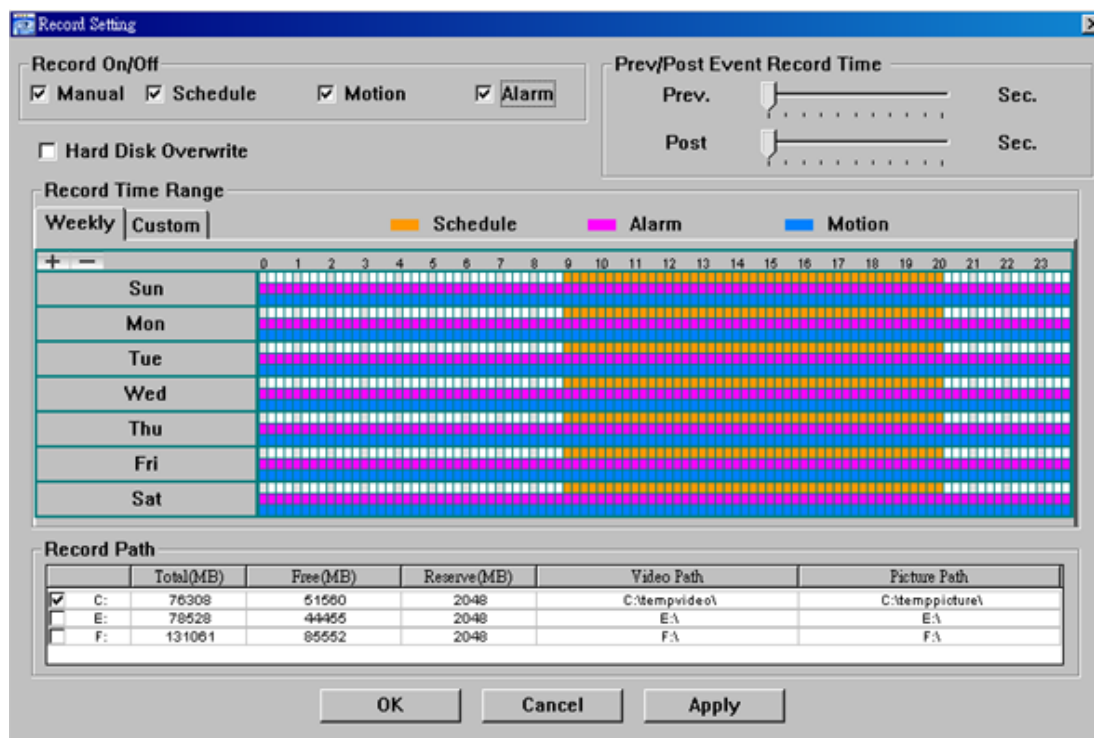 Record Setting
Record On/Off
Manual Schedule Motion Alarm
Prev/Post Event Record Time
Prev. Sec.
Post Sec.
Hard Disk Overwrite
Record Time Range
Weekly Custom
Schedule Alarm Motion
+ − 0 1 2 3 4 5 6 7 8 9 10 11 12 13 14 15 16 17 18 19 20 21 22 23
Sun
Mon
Tue
Wed
Thu
Fri
Sat
Record Path
Total(MB) Free(MB) Reserve(MB) Video Path Picture Path
C: 76308 51560 2048 C:\tempvideo\ C:\temppicture\
E: 78528 44455 2048 E:\ E:\
F: 131061 85552 2048 F:\ F:\
OK Cancel Apply